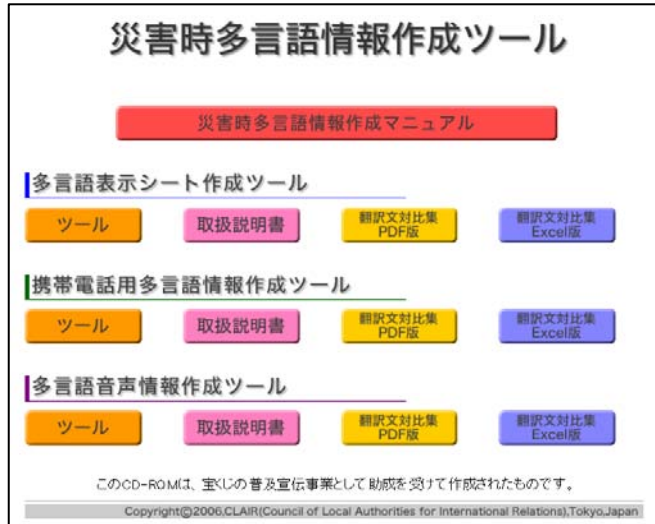 災害時多言語情報作成ツール
災害時多言語情報作成マニュアル
多言語表示シート作成ツール
ツール
取扱説明書
翻訳文対比集
PDF版
翻訳文対比集
Excel版
携帯電話用多言語情報作成ツール
ツール
取扱説明書
翻訳文対比集
PDF版
翻訳文対比集
Excel版
多言語音声情報作成ツール
ツール
取扱説明書
翻訳文対比集
PDF版
翻訳文対比集
Excel版
このCD-ROMは、宝くじの普及宣伝事業として助成を受けて作成されたものです。
Copyright©2006,CLAIR(Council of Local Authorities for International Relations),Tokyo,Japan